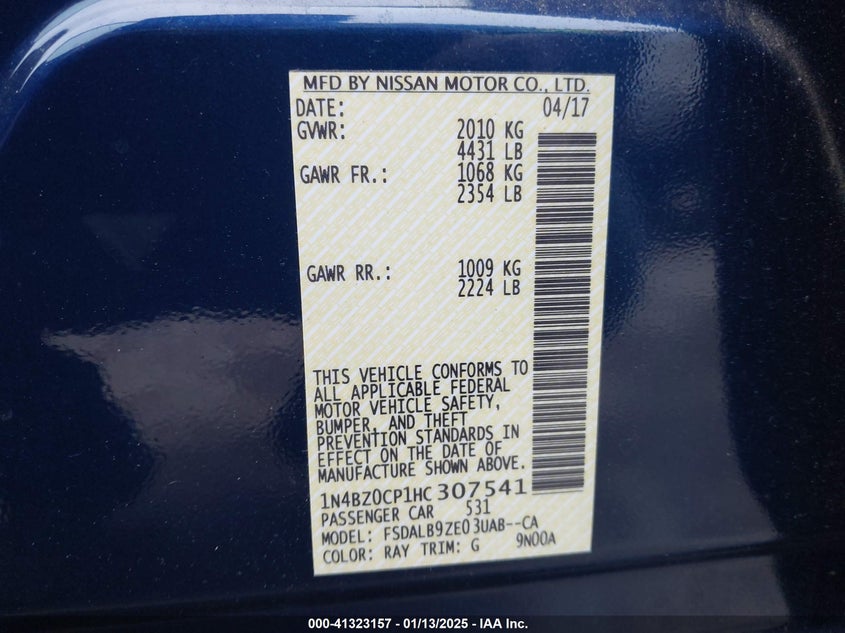 MFD BY NISSAN MOTOR CO., LTD.
DATE: 04/17
GVWR: 2010 KG
4431 LB
GAWR FR.: 1068 KG
2354 LB
GAWR RR.: 1009 KG
2224 LB
THIS VEHICLE CONFORMS TO
ALL APPLICABLE FEDERAL
MOTOR VEHICLE SAFETY,
BUMPER, AND THEFT
PREVENTION STANDARDS IN
EFFECT ON THE DATE OF
MANUFACTURE SHOWN ABOVE.
1N4BZ0CP1HC 307541
PASSENGER CAR 531
MODEL: FSDALB9ZE03UAB--CA
COLOR: RAY TRIM: G 9N00A
000-41323157 — 01/13/2025 — IAA Inc.